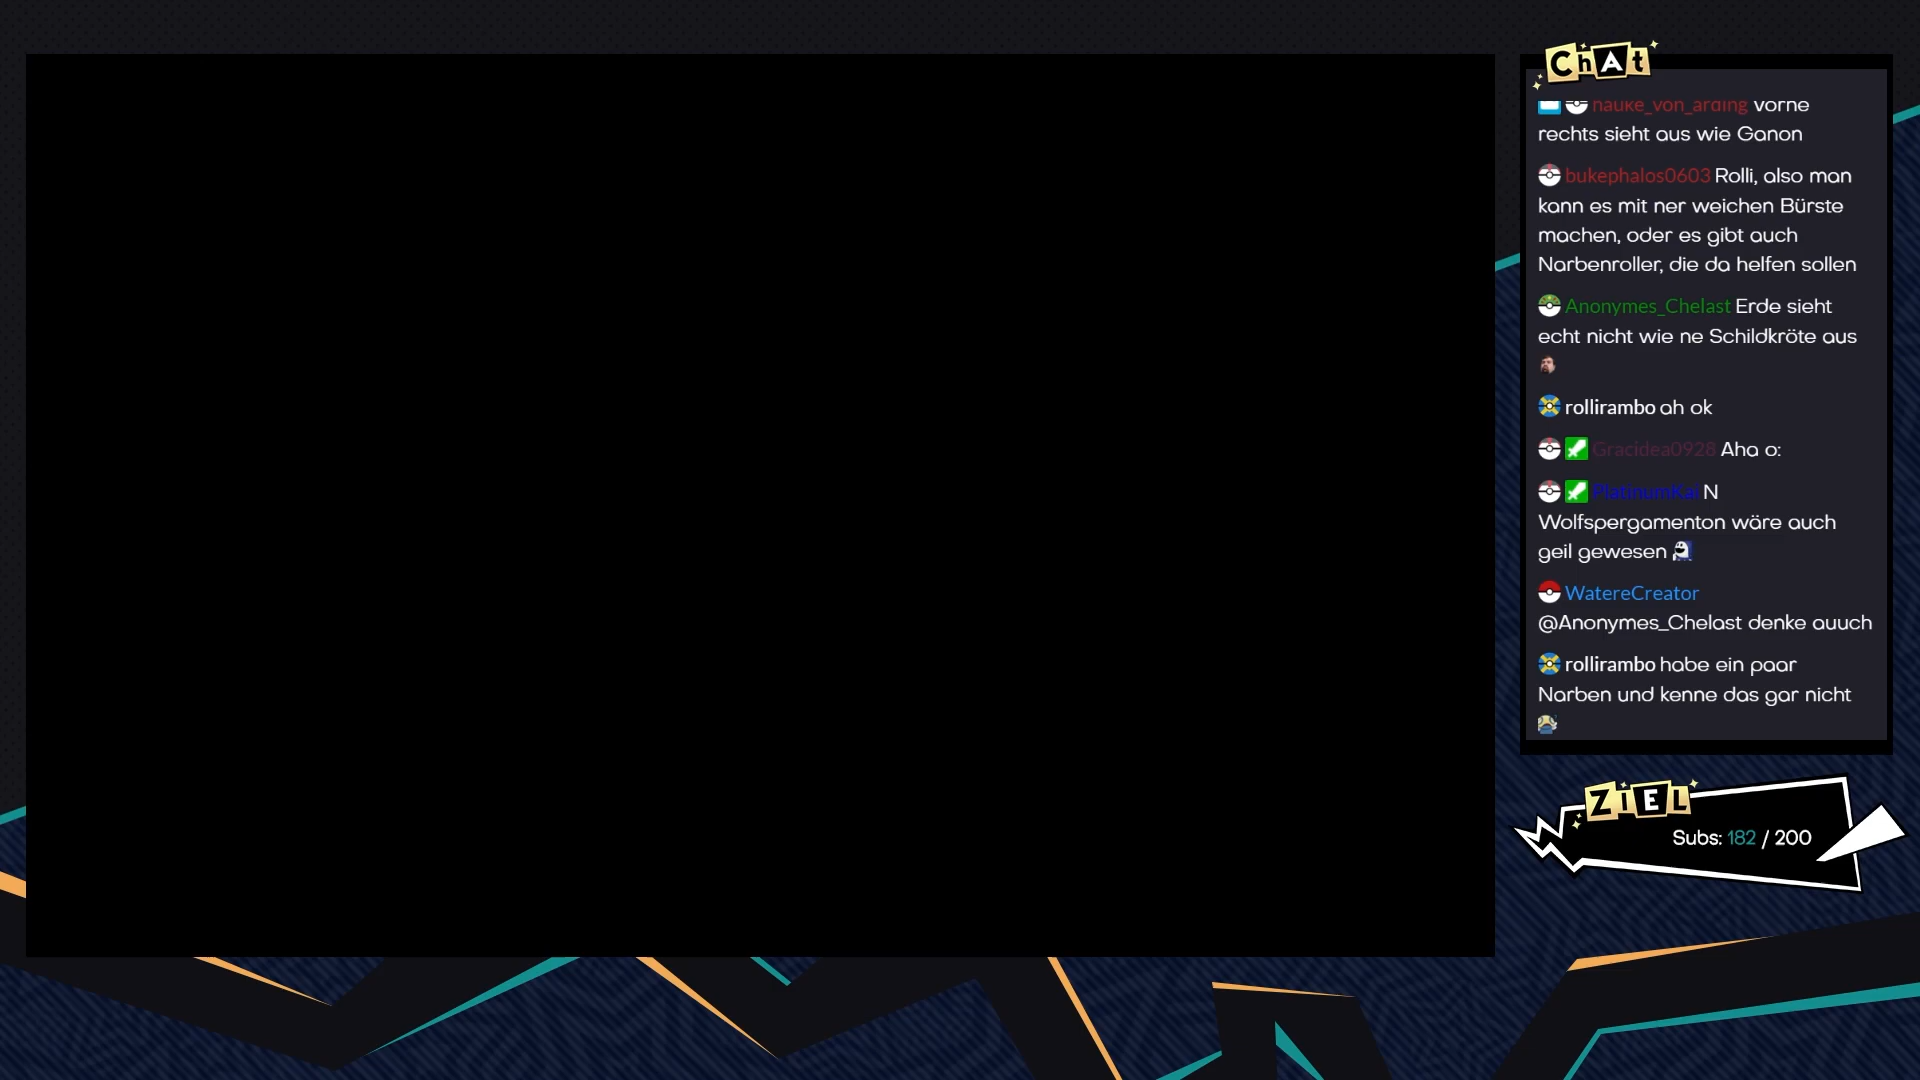 ChAt
hauke_von_arding vorne
rechts sieht aus wie Ganon
bukephalos0603 Rolli, also man
kann es mit ner weichen Bürste
machen, oder es gibt auch
Narbenroller, die da helfen sollen
Anonymes_Chelast Erde sieht
echt nicht wie ne Schildkröte aus
rollirambo ah ok
Gracidea0928 Aha o:
PlatinumKai N
Wolfspergamenton wäre auch
geil gewesen
WatereCreator
@Anonymes_Chelast denke auuch
rollirambo habe ein paar
Narben und kenne das gar nicht
ZIEL
Subs: 182 / 200